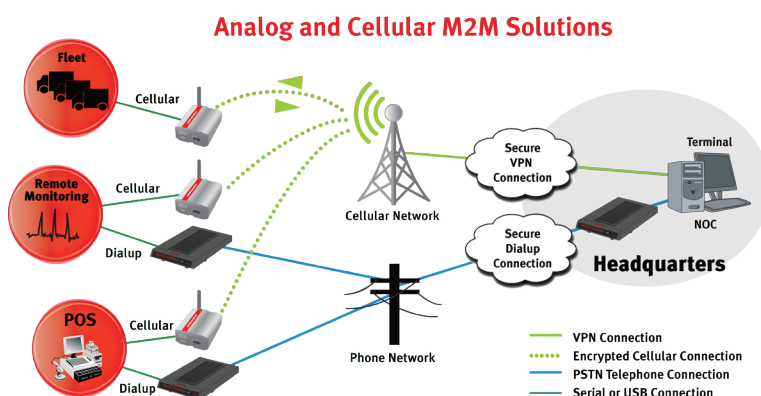 Analog and Cellular M2M Solutions
Fleet
Cellular
Remote
Monitoring
Cellular
Dialup
POS
Cellular
Dialup
Cellular Network
Phone Network
Secure
VPN
Connection
Secure
Dialup
Connection
Terminal
NOC
Headquarters
VPN Connection
Encrypted Cellular Connection
PSTN Telephone Connection
Serial or USB Connection